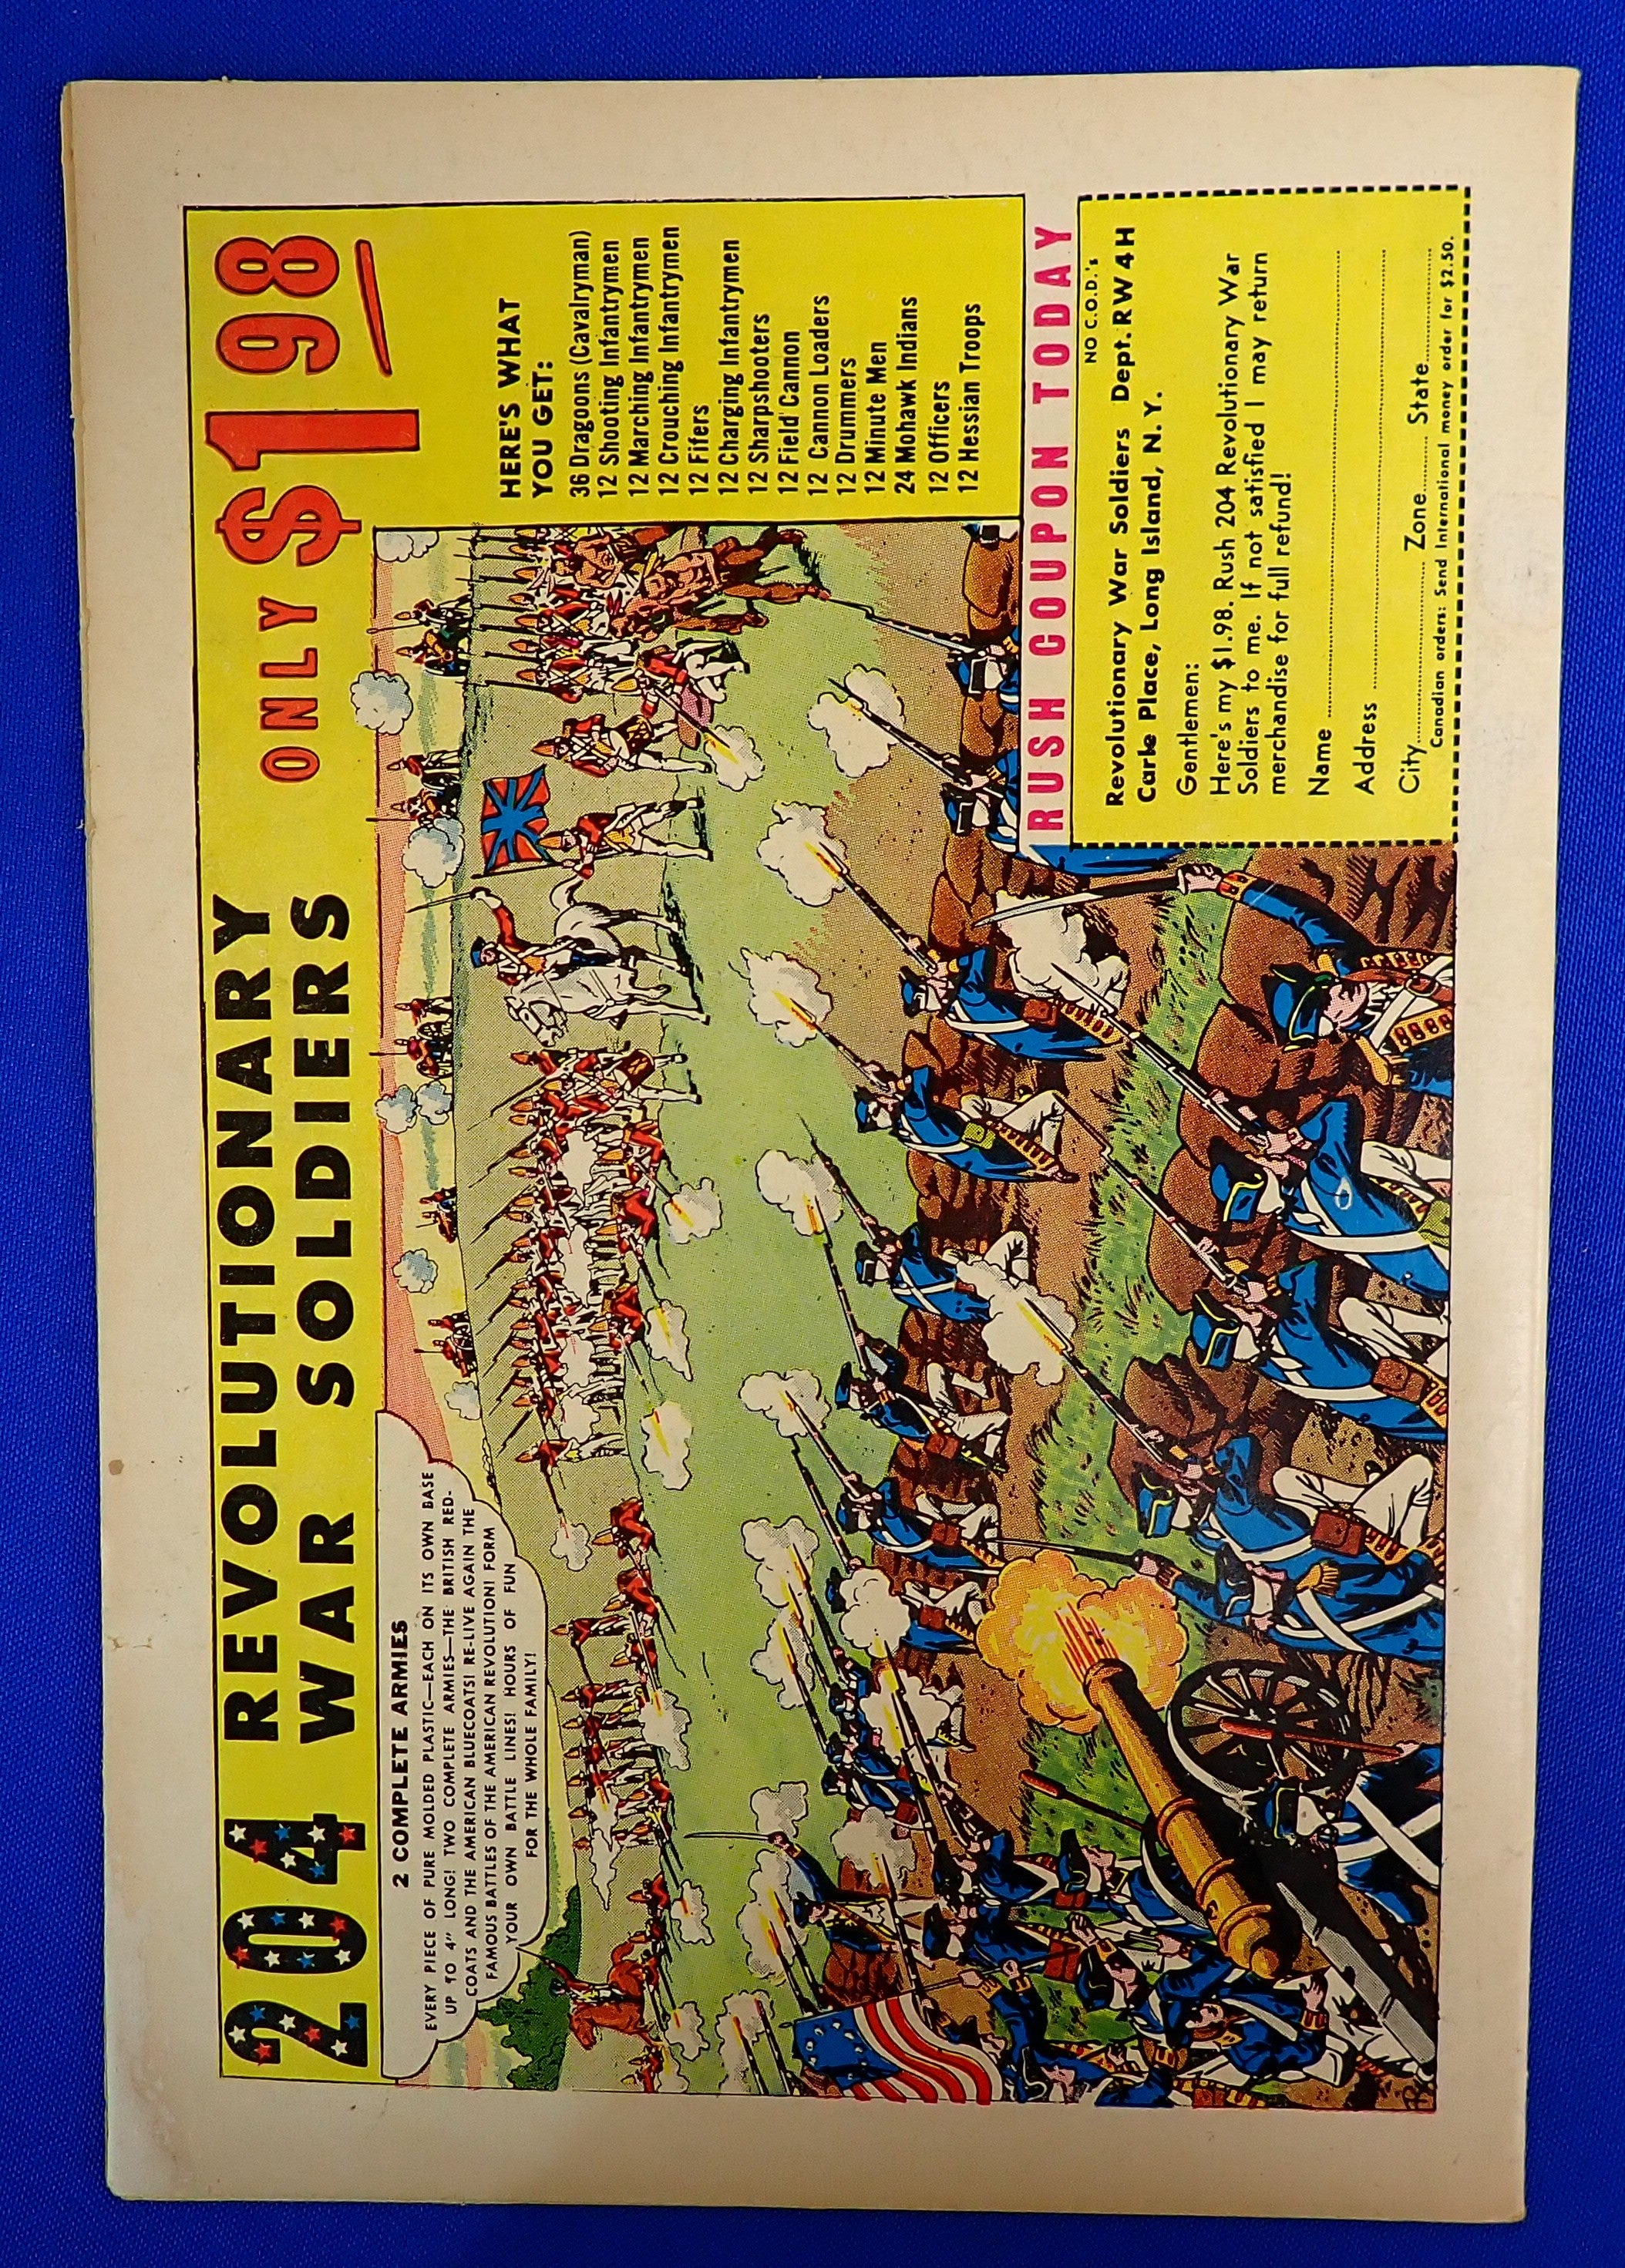 204 REVOLUTIONARY
WAR SOLDIERS
ONLY $198
2 COMPLETE ARMIES
EVERY PIECE OF PURE MOLDED PLASTIC—EACH ON ITS OWN BASE
UP TO 4" LONG! TWO COMPLETE ARMIES—THE BRITISH RED-
COATS AND THE AMERICAN BLUECOATS! RE-LIVE AGAIN THE
FAMOUS BATTLES OF THE AMERICAN REVOLUTION! FORM
YOUR OWN BATTLE LINES! HOURS OF FUN
FOR THE WHOLE FAMILY!
HERE'S WHAT
YOU GET:
36 Dragoons (Cavalryman)
12 Shooting Infantrymen
12 Marching Infantrymen
12 Crouching Infantrymen
12 Fifers
12 Charging Infantrymen
12 Sharpshooters
12 Field Cannon
12 Cannon Loaders
12 Drummers
12 Minute Men
24 Mohawk Indians
12 Officers
12 Hessian Troops
RUSH COUPON TODAY
NO C.O.D.'s
Revolutionary War Soldiers Dept. RW 4 H
Carle Place, Long Island, N.Y.
Gentlemen:
Here's my $1.98. Rush 204 Revolutionary War
Soldiers to me. If not satisfied I may return
merchandise for full refund!
Name
Address
City Zone State
Canadian orders: Send International money order for $2.50.